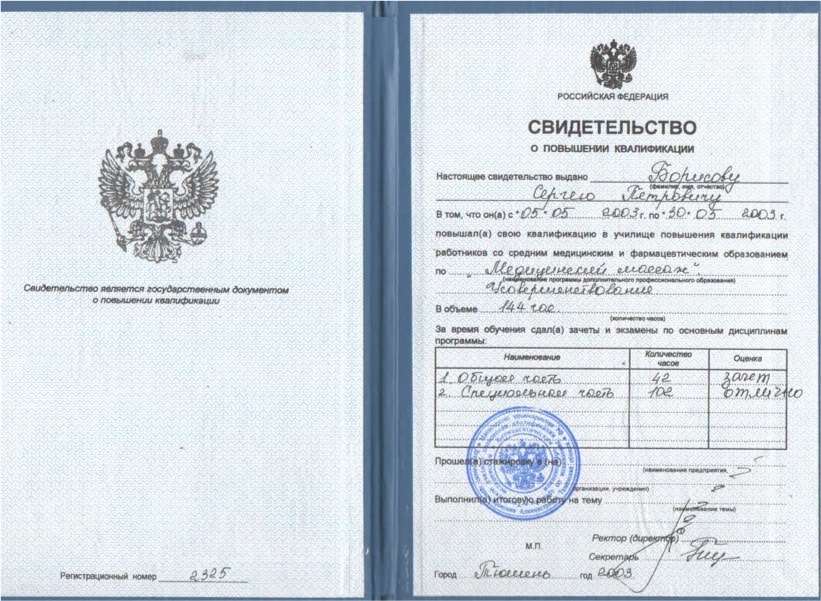 Свидетельство является государственным документом
о повышении квалификации
Регистрационный номер 2325
РОССИЙСКАЯ ФЕДЕРАЦИЯ
СВИДЕТЕЛЬСТВО
О ПОВЫШЕНИИ КВАЛИФИКАЦИИ
Настоящее свидетельство выдано Борисову
(фамилия, имя, отчество)
Сергею Петровичу
В том, что он(а) с "05" 05 2003 г. по "30" 05 2003 г.
повышал(а) свою квалификацию в училище повышения квалификации
работников со средним медицинским и фармацевтическим образованием
по "Медицинский массаж".
(наименование программы дополнительного профессионального образования)
Усовершенствование
В объеме 144 час.
(количество часов)
За время обучения сдал(а) зачеты и экзамены по основным дисциплинам
программы:
Наименование Количество часов Оценка
1. Общая часть 42 зачет
2. Специальная часть 102 отлично
Прошел(а) стажировку в (на)
(наименование предприятия,
организации, учреждения)
Выполнил(а) итоговую работу на тему
(наименование темы)
Ректор (директор)
М.П.
Секретарь
Город Тюмень год 2003